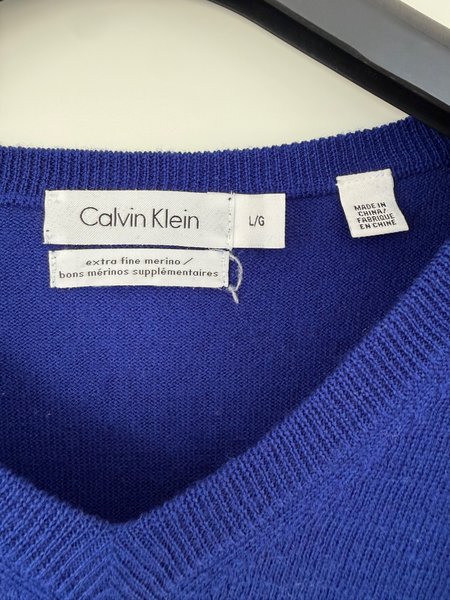 Calvin Klein
L/G
extra fine merino /
bons mérinos supplémentaires
MADE IN
CHINA/
FABRIQUÉ
EN CHINE